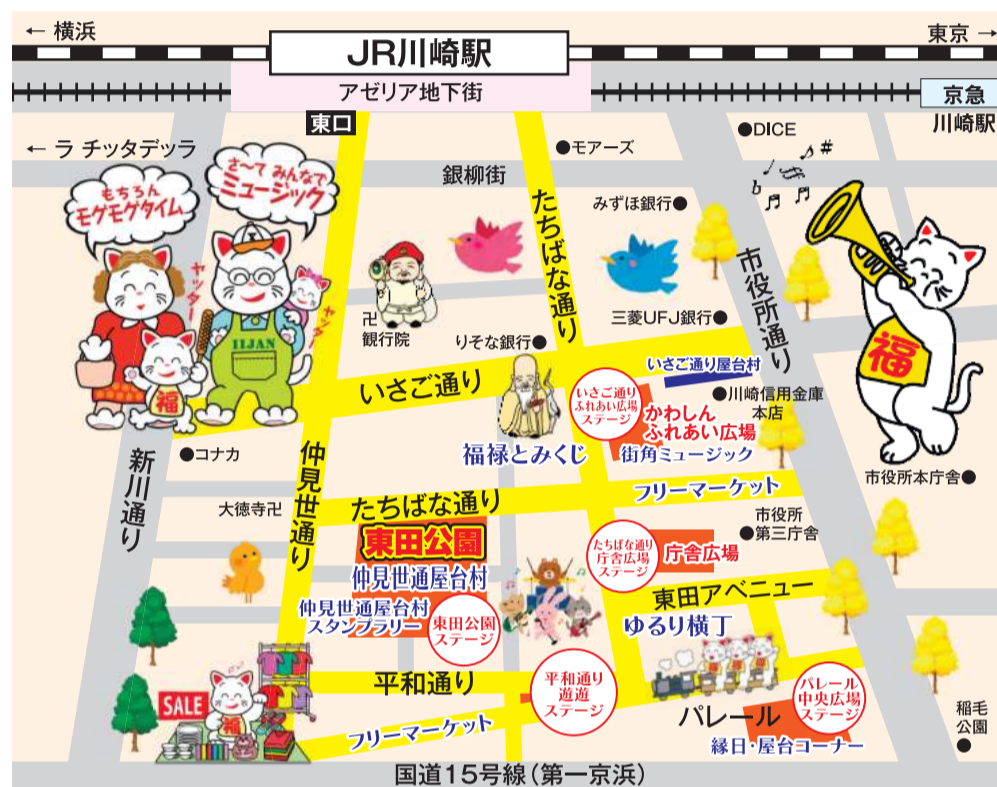 ← 横浜
東京 →
JR川崎駅
アゼリア地下街
京急
川崎駅
東口
●DICE
← ラ チッタデッラ
●モアーズ
銀柳街
もちろん
モグモグタイム
さ〜て みんなで
ミュージック
みずほ銀行●
たちばな通り
市役所通り
ヤッター
ヤッター
IIJAN
福
福
卍
観行院
りそな銀行●
三菱UFJ銀行●
いさご通り屋台村
いさご通り
いさご通り
ふれあい広場
ステージ
●川崎信用金庫
本店
かわしん
ふれあい広場
街角ミュージック
福禄とみくじ
●コナカ
新川通り
仲見世通り
市役所本庁舎●
フリーマーケット
たちばな通り
大徳寺卍
市役所
●第三庁舎
東田公園
仲見世通屋台村
たちばな通り
庁舎広場
ステージ
庁舎広場
東田アベニュー
仲見世通屋台村
スタンプラリー
東田公園
ステージ
ゆるり横丁
平和通り
平和通り
遊遊
ステージ
SALE
福
フリーマーケット
パレール
パレール
中央広場
ステージ
縁日・屋台コーナー
稲毛
公園
●
国道15号線(第一京浜)